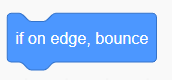 if on edge, bounce